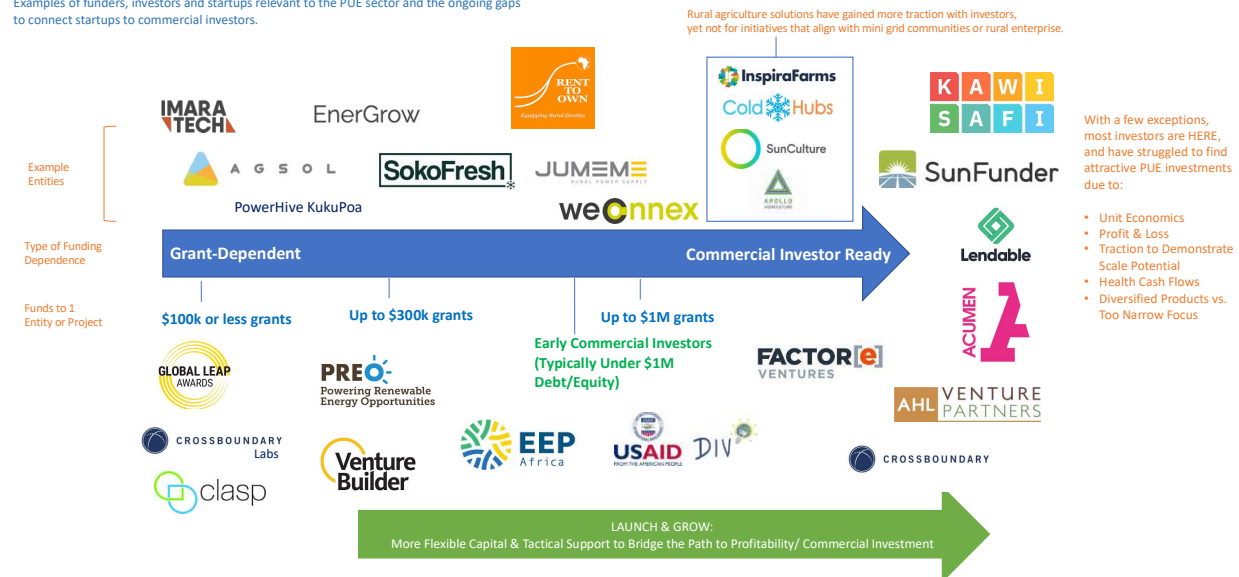 Examples of funders, investors and startups relevant to the PUE sector and the ongoing gaps
to connect startups to commercial investors.
Rural agriculture solutions have gained more traction with investors,
yet not for initiatives that align with mini grid communities or rural enterprise.
IMARA
TECH
EnerGrow
RENT
TO
OWN
Equipping Rural Zambia
InspiraFarms
Cold Hubs
SunCulture
APOLLO
AGRICULTURE
KAWI
SAFI
With a few exceptions,
most investors are HERE,
and have struggled to find
attractive PUE investments
due to:
• Unit Economics
• Profit & Loss
• Traction to Demonstrate
Scale Potential
• Health Cash Flows
• Diversified Products vs.
Too Narrow Focus
Example
Entities
AGSOL
SokoFresh
JUMEME
RURAL POWER SUPPLY
SunFunder
PowerHive KukuPoa
weConnex
Type of Funding
Dependence
Grant-Dependent
Commercial Investor Ready
Lendable
Funds to 1
Entity or Project
$100k or less grants
Up to $300k grants
Up to $1M grants
Early Commercial Investors
(Typically Under $1M
Debt/Equity)
ACUMEN
GLOBAL LEAP
AWARDS
PREO
Powering Renewable
Energy Opportunities
FACTOR[e]
VENTURES
AHL VENTURE
PARTNERS
CROSSBOUNDARY
Labs
Venture
Builder
EEP
Africa
USAID
FROM THE AMERICAN PEOPLE
DIV
CROSSBOUNDARY
clasp
LAUNCH & GROW:
More Flexible Capital & Tactical Support to Bridge the Path to Profitability/ Commercial Investment